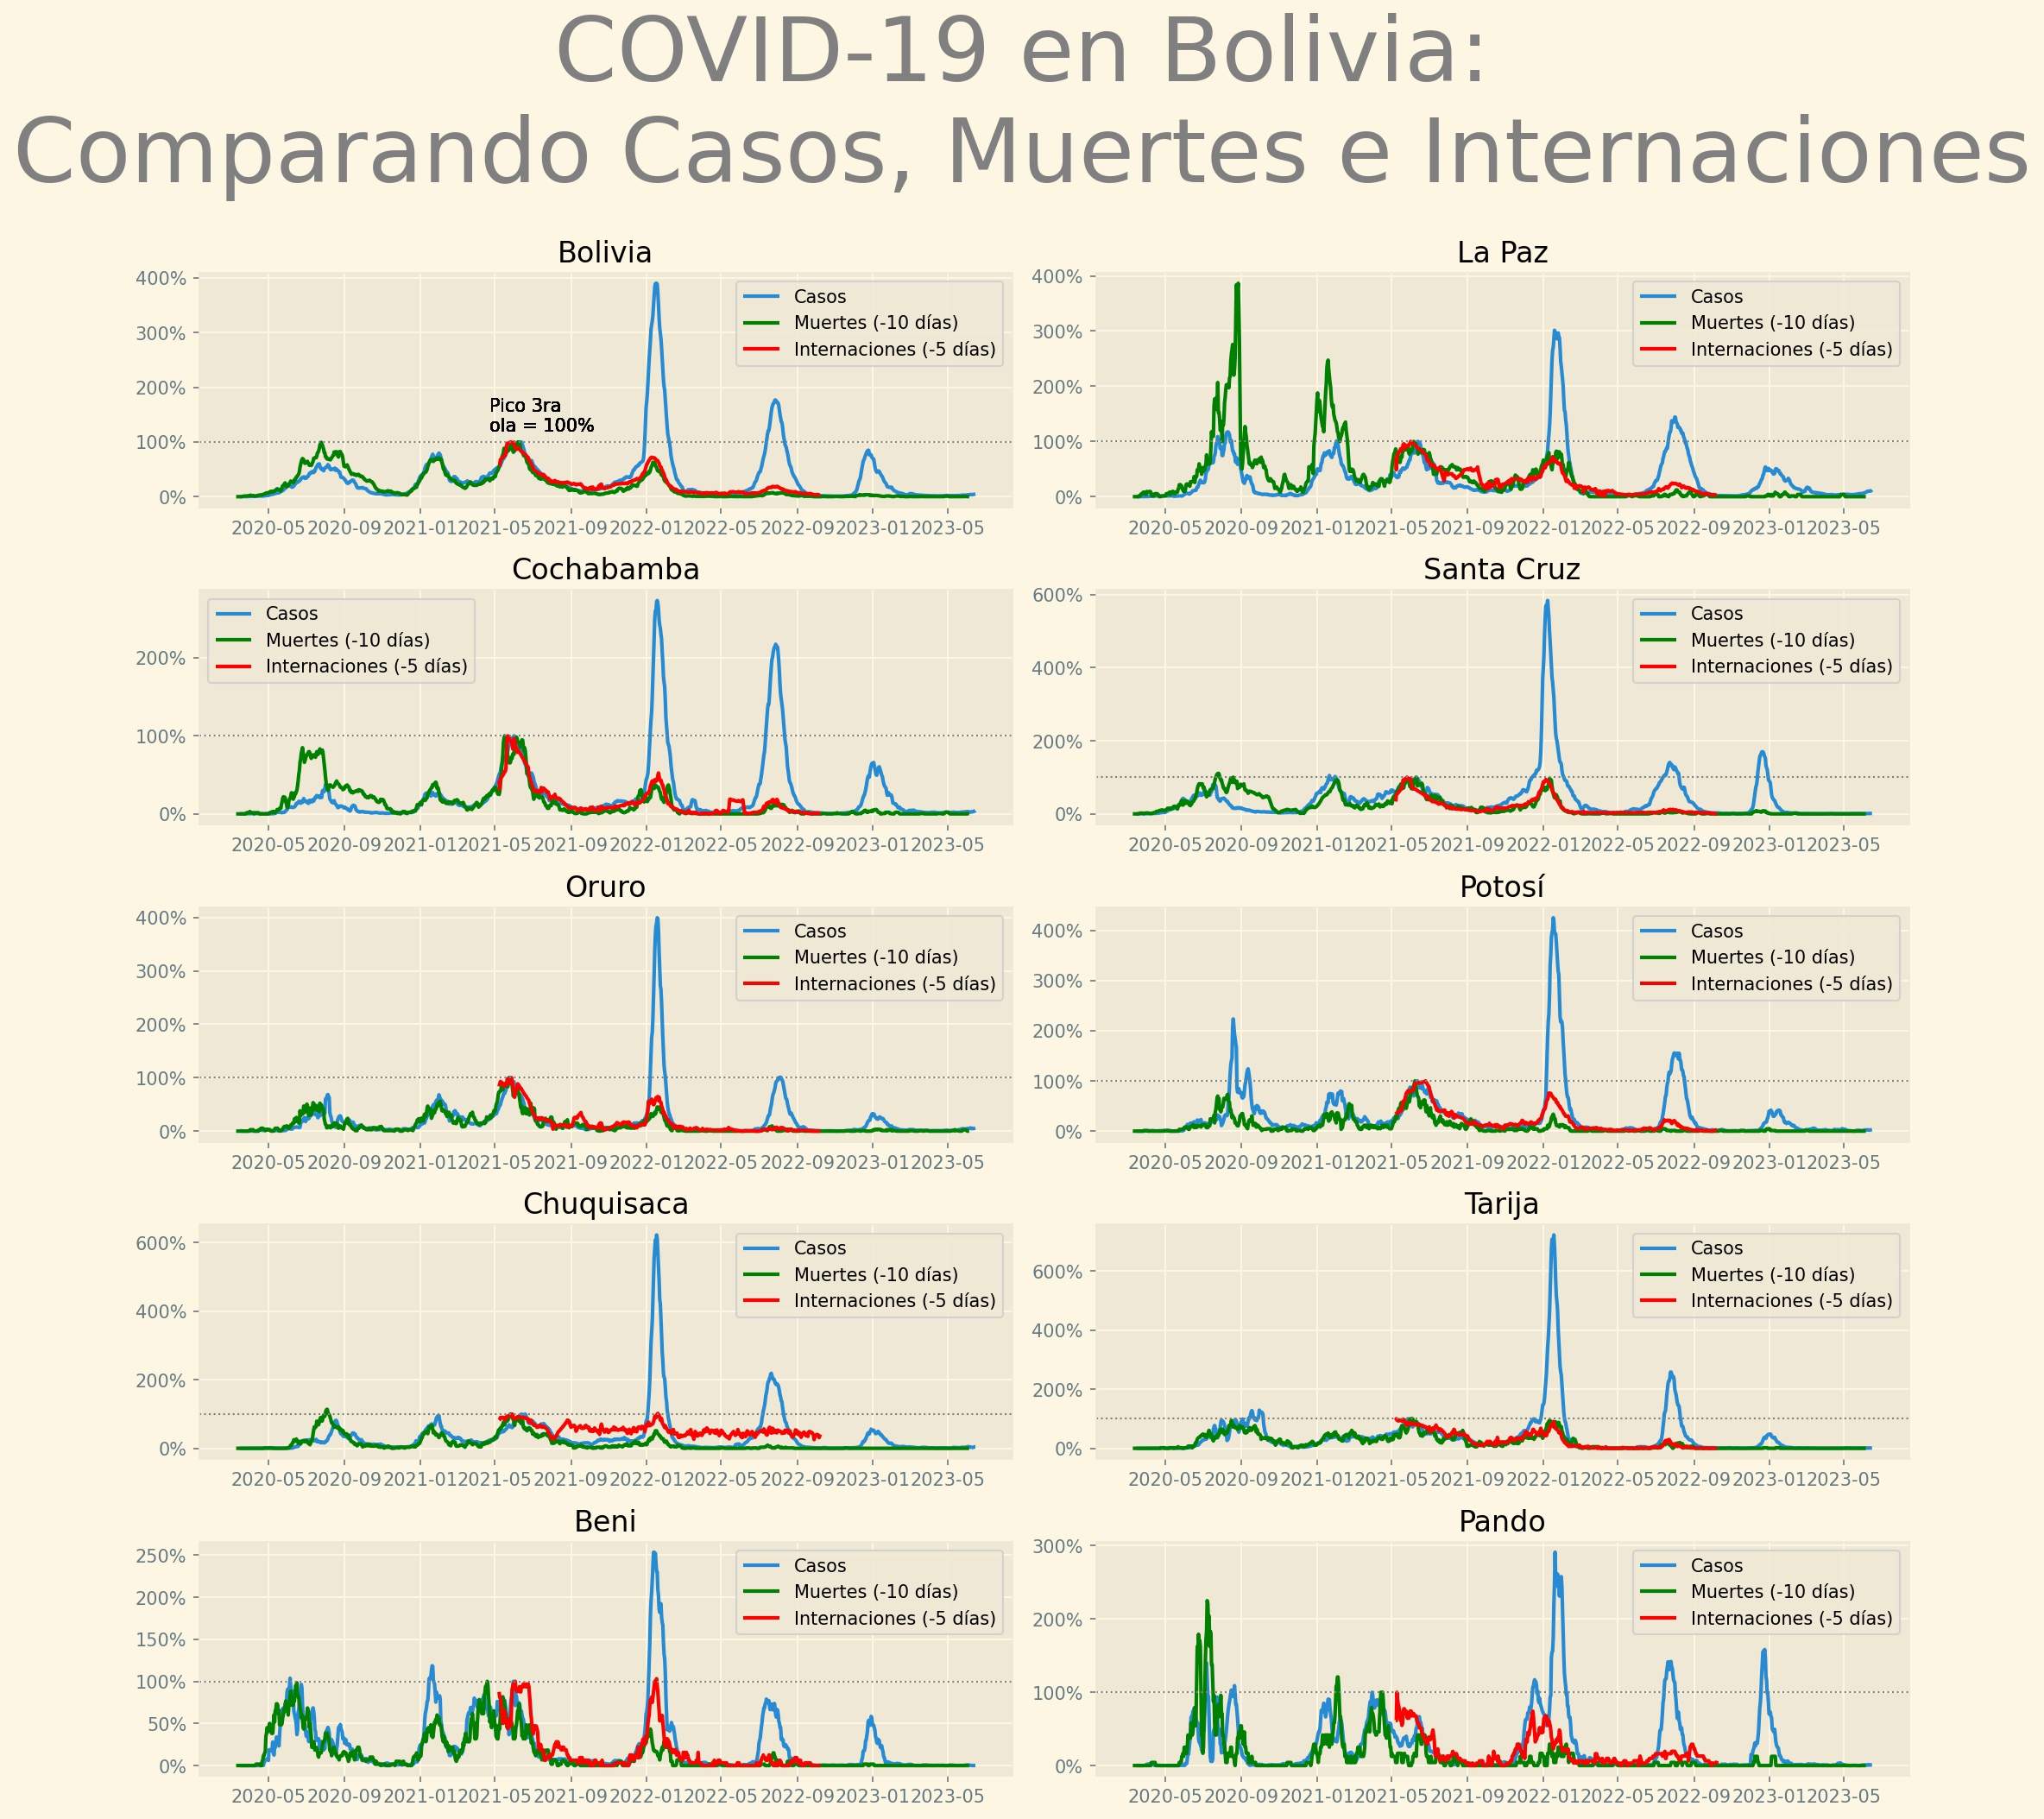 COVID-19 en Bolivia:
Comparando Casos, Muertes e Internaciones
Bolivia
400%
300%
200%
100%
0%
Pico 3ra
ola = 100%
Casos
Muertes (-10 días)
Internaciones (-5 días)
2020-05 2020-09 2021-01 2021-05 2021-09 2022-01 2022-05 2022-09 2023-01 2023-05
La Paz
400%
300%
200%
100%
0%
Casos
Muertes (-10 días)
Internaciones (-5 días)
2020-05 2020-09 2021-01 2021-05 2021-09 2022-01 2022-05 2022-09 2023-01 2023-05
Cochabamba
200%
100%
0%
Casos
Muertes (-10 días)
Internaciones (-5 días)
2020-05 2020-09 2021-01 2021-05 2021-09 2022-01 2022-05 2022-09 2023-01 2023-05
Santa Cruz
600%
400%
200%
0%
Casos
Muertes (-10 días)
Internaciones (-5 días)
2020-05 2020-09 2021-01 2021-05 2021-09 2022-01 2022-05 2022-09 2023-01 2023-05
Oruro
400%
300%
200%
100%
0%
Casos
Muertes (-10 días)
Internaciones (-5 días)
2020-05 2020-09 2021-01 2021-05 2021-09 2022-01 2022-05 2022-09 2023-01 2023-05
Potosí
400%
300%
200%
100%
0%
Casos
Muertes (-10 días)
Internaciones (-5 días)
2020-05 2020-09 2021-01 2021-05 2021-09 2022-01 2022-05 2022-09 2023-01 2023-05
Chuquisaca
600%
400%
200%
0%
Casos
Muertes (-10 días)
Internaciones (-5 días)
2020-05 2020-09 2021-01 2021-05 2021-09 2022-01 2022-05 2022-09 2023-01 2023-05
Tarija
600%
400%
200%
0%
Casos
Muertes (-10 días)
Internaciones (-5 días)
2020-05 2020-09 2021-01 2021-05 2021-09 2022-01 2022-05 2022-09 2023-01 2023-05
Beni
250%
200%
150%
100%
50%
0%
Casos
Muertes (-10 días)
Internaciones (-5 días)
2020-05 2020-09 2021-01 2021-05 2021-09 2022-01 2022-05 2022-09 2023-01 2023-05
Pando
300%
200%
100%
0%
Casos
Muertes (-10 días)
Internaciones (-5 días)
2020-05 2020-09 2021-01 2021-05 2021-09 2022-01 2022-05 2022-09 2023-01 2023-05